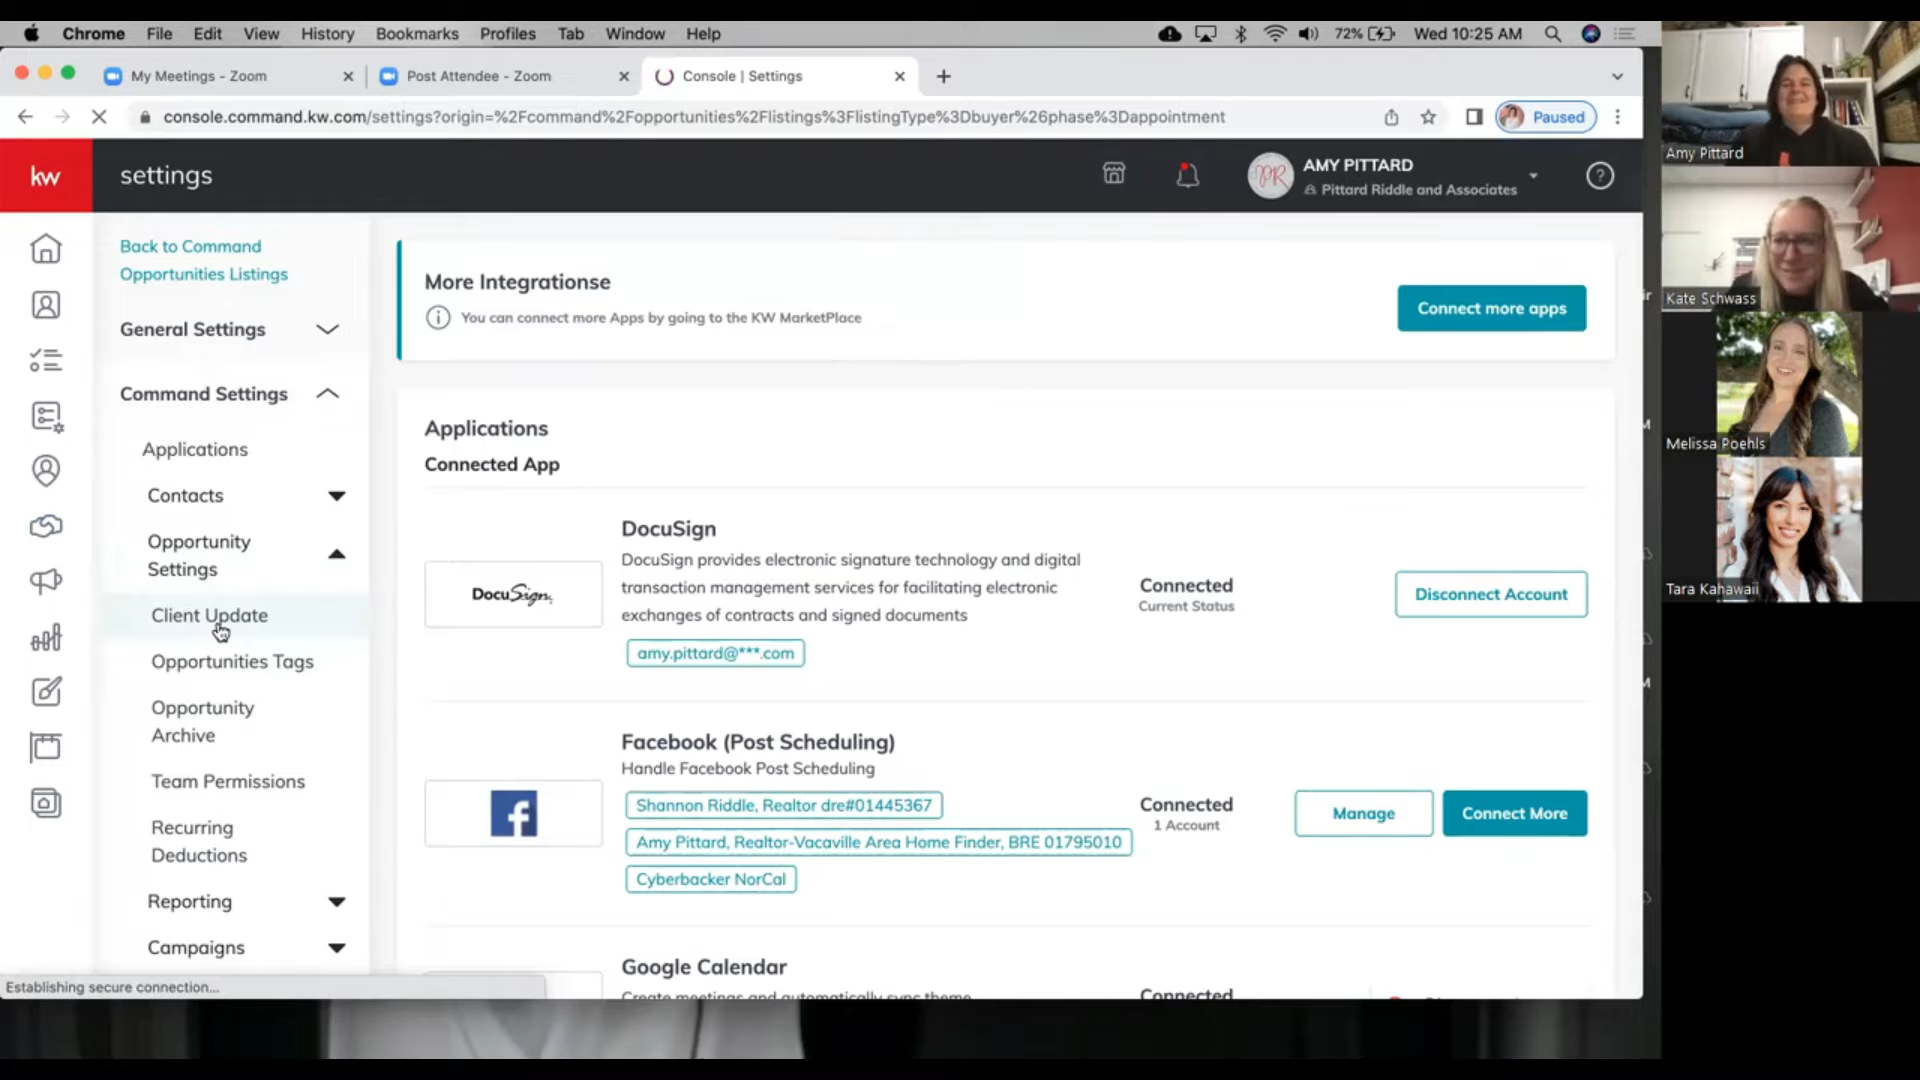 Chrome File Edit View History Bookmarks Profiles Tab Window Help
72% Wed 10:25 AM
My Meetings - Zoom
Post Attendee - Zoom
Console | Settings
console.command.kw.com/settings?origin=%2Fcommand%2Fopportunities%2Flistings%3FlistingType%3Dbuyer%26phase%3Dappointment
Paused
kw
settings
PR
AMY PITTARD
Pittard Riddle and Associates
?
Back to Command
Opportunities Listings
General Settings
Command Settings
Applications
Contacts
Opportunity
Settings
Client Update
Opportunities Tags
Opportunity
Archive
Team Permissions
Recurring
Deductions
Reporting
Campaigns
Establishing secure connection...
More Integrationse
You can connect more Apps by going to the KW MarketPlace
Connect more apps
Applications
Connected App
DocuSign
DocuSign
DocuSign provides electronic signature technology and digital
transaction management services for facilitating electronic
exchanges of contracts and signed documents
amy.pittard@***.com
Connected
Current Status
Disconnect Account
Facebook (Post Scheduling)
Handle Facebook Post Scheduling
Shannon Riddle, Realtor dre#01445367
Amy Pittard, Realtor-Vacaville Area Home Finder, BRE 01795010
Cyberbacker NorCal
Connected
1 Account
Manage
Connect More
Google Calendar
Create meetings and automatically sync theme
Connected
Amy Pittard
Kate Schwass
Melissa Poehls
Tara Kahawaii